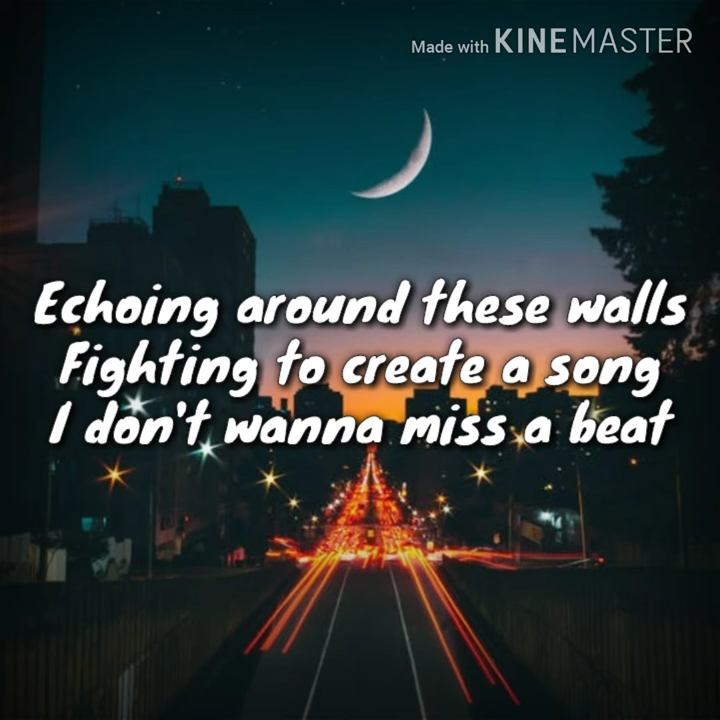 Made with KINEMASTER
Echoing around these walls
Fighting to create a song
I don't wanna miss a beat